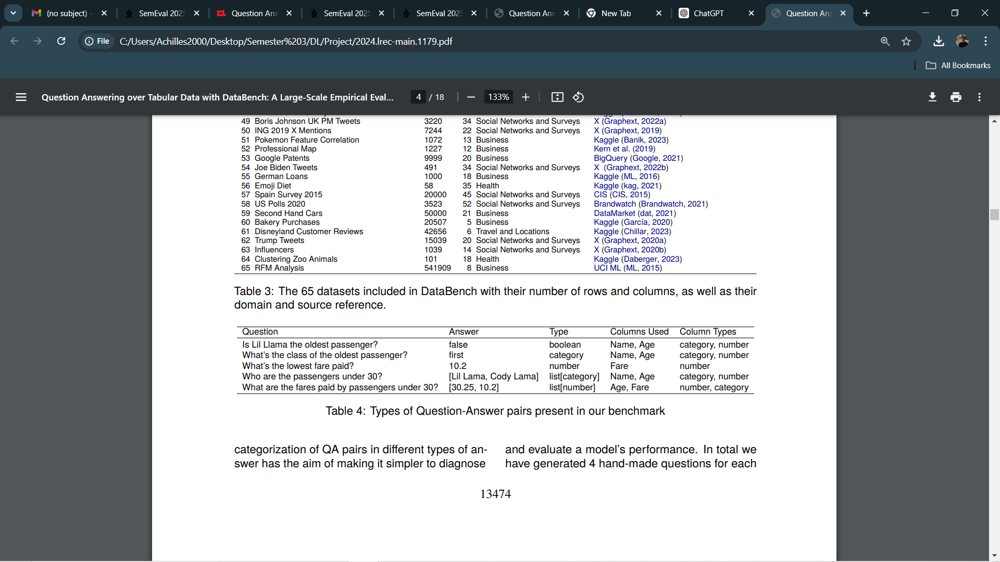 (no subject) -
SemEval 2025
Question Ans
SemEval 2025
SemEval 2025
Question Ans
New Tab
ChatGPT
Question Ans
File C:/Users/Achilles2000/Desktop/Semester%203/DL/Project/2024.lrec-main.1179.pdf
All Bookmarks
Question Answering over Tabular Data with DataBench: A Large-Scale Empirical Eval... 4 / 18 133%
49 Boris Johnson UK PM Tweets 3220 34 Social Networks and Surveys X (Graphext, 2022a)
50 ING 2019 X Mentions 7244 22 Social Networks and Surveys X (Graphext, 2019)
51 Pokemon Feature Correlation 1072 13 Business Kaggle (Banik, 2023)
52 Professional Map 1227 12 Business Kern et al. (2019)
53 Google Patents 9999 20 Business BigQuery (Google, 2021)
54 Joe Biden Tweets 491 34 Social Networks and Surveys X (Graphext, 2022b)
55 German Loans 1000 18 Business Kaggle (ML, 2016)
56 Emoji Diet 58 35 Health Kaggle (kag, 2021)
57 Spain Survey 2015 20000 45 Social Networks and Surveys CIS (CIS, 2015)
58 US Polls 2020 3523 52 Social Networks and Surveys Brandwatch (Brandwatch, 2021)
59 Second Hand Cars 50000 21 Business DataMarket (dat, 2021)
60 Bakery Purchases 20507 5 Business Kaggle (García, 2020)
61 Disneyland Customer Reviews 42656 6 Travel and Locations Kaggle (Chillar, 2023)
62 Trump Tweets 15039 20 Social Networks and Surveys X (Graphext, 2020a)
63 Influencers 1039 14 Social Networks and Surveys X (Graphext, 2020b)
64 Clustering Zoo Animals 101 18 Health Kaggle (Daberger, 2023)
65 RFM Analysis 541909 8 Business UCI ML (ML, 2015)
Table 3: The 65 datasets included in DataBench with their number of rows and columns, as well as their
domain and source reference.
Question Answer Type Columns Used Column Types
Is Lil Llama the oldest passenger? false boolean Name, Age category, number
What's the class of the oldest passenger? first category Name, Age category, number
What's the lowest fare paid? 10.2 number Fare number
Who are the passengers under 30? [Lil Lama, Cody Lama] list[category] Name, Age category, number
What are the fares paid by passengers under 30? [30.25, 10.2] list[number] Age, Fare number, category
Table 4: Types of Question-Answer pairs present in our benchmark
categorization of QA pairs in different types of an-
swer has the aim of making it simpler to diagnose
and evaluate a model's performance. In total we
have generated 4 hand-made questions for each
13474